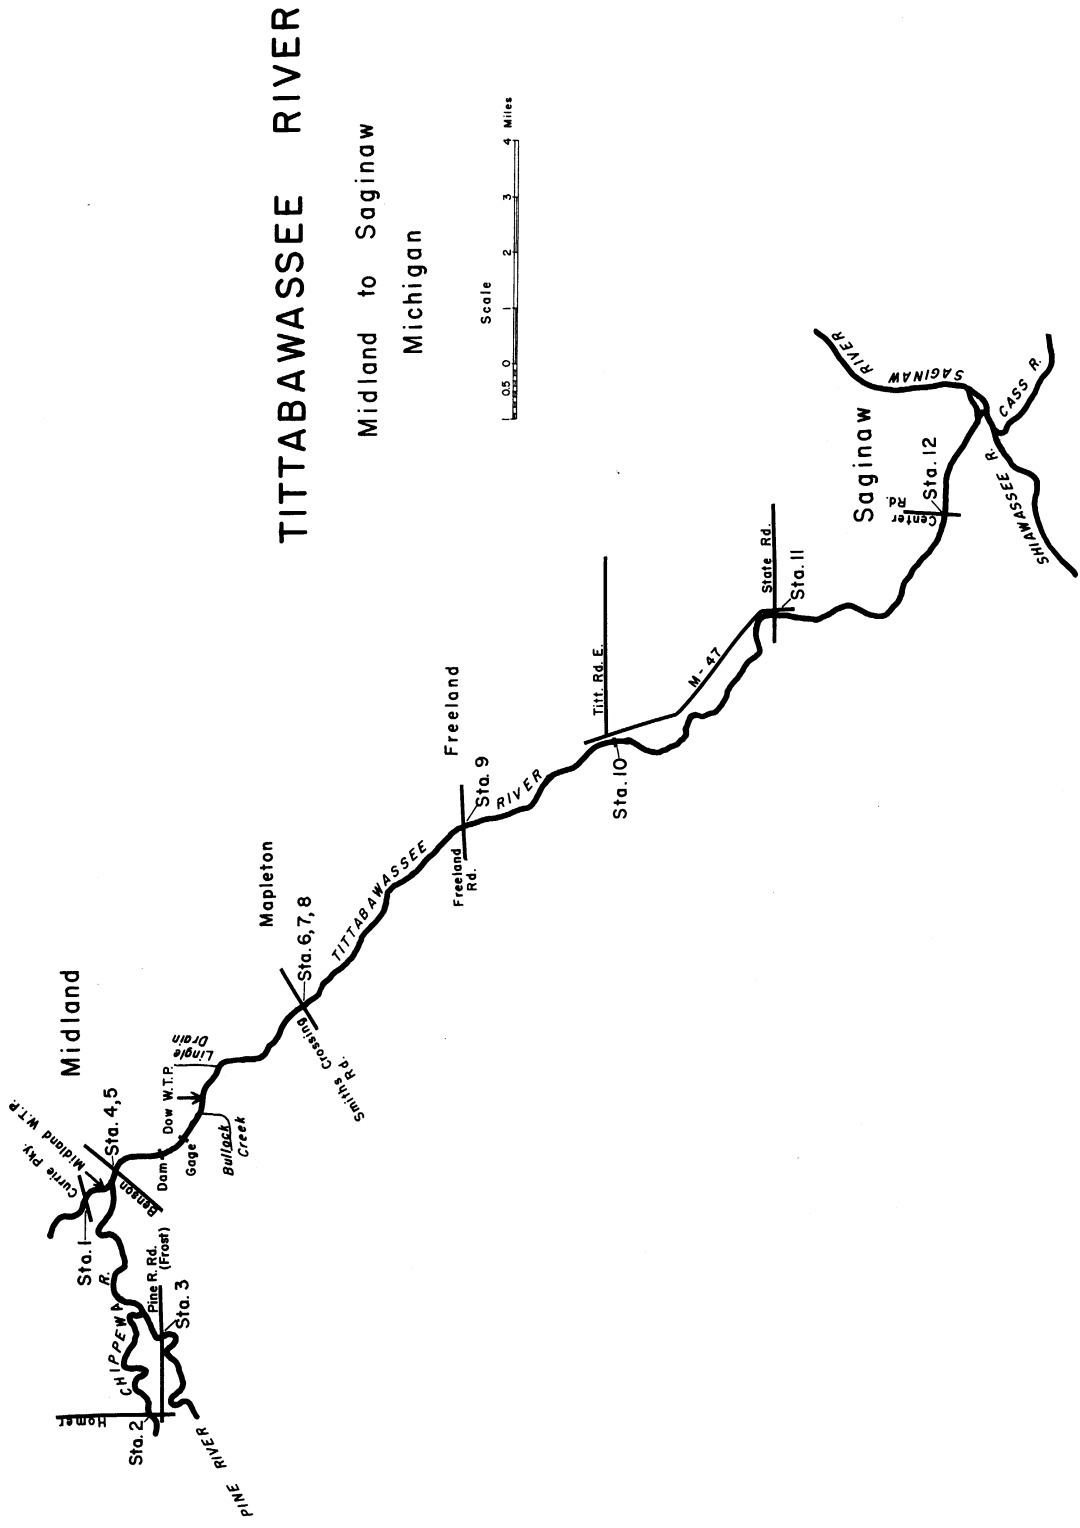 TITTABAWASSEE RIVER
Midland to Saginaw
Michigan
Scale
1 0.5 0 1 2 3 4 Miles
Midland
Currie Pky.
Midland W.T.P.
Sta. 4,5
Benson
Sta. 1
CHIPPEWA R.
Pine R. Rd.
(Frost)
Sta. 3
Homer
Sta. 2
PINE RIVER
Dam
Gage
Dow W.T.P.
Bullock
Creek
Lingle
Drain
Mapleton
Sta. 6,7,8
Smiths Crossing
Rd.
TITTABAWASSEE RIVER
Freeland
Sta. 9
Freeland
Rd.
Titt. Rd. E.
Sta. 10
M-47
State Rd.
Sta. 11
Saginaw
Center
Rd.
Sta. 12
SAGINAW RIVER
CASS R.
SHIAWASSEE R.